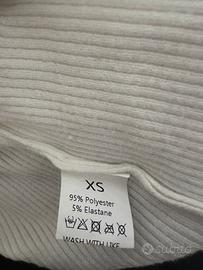 XS
95% Polyester
5% Elastane
WASH WITH LIKE
subito